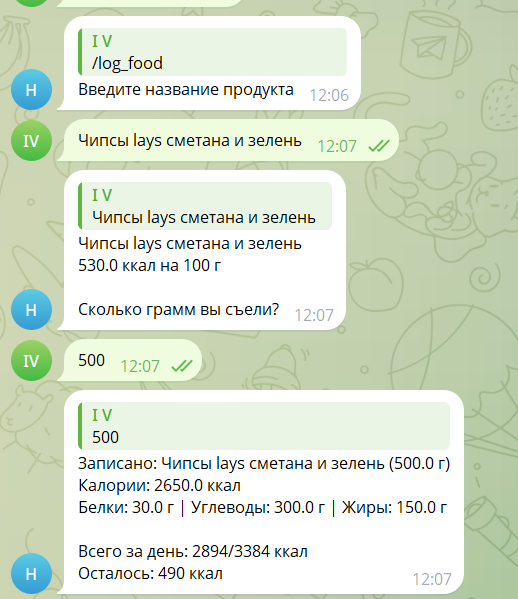 I V
/log_food
Введите название продукта 12:06
H
Чипсы lays сметана и зелень 12:07
IV
I V
Чипсы lays сметана и зелень
Чипсы lays сметана и зелень
530.0 ккал на 100 г
Сколько грамм вы съели? 12:07
H
500 12:07
IV
I V
500
Записано: Чипсы lays сметана и зелень (500.0 г)
Калории: 2650.0 ккал
Белки: 30.0 г | Углеводы: 300.0 г | Жиры: 150.0 г
Всего за день: 2894/3384 ккал
Осталось: 490 ккал
12:07
H